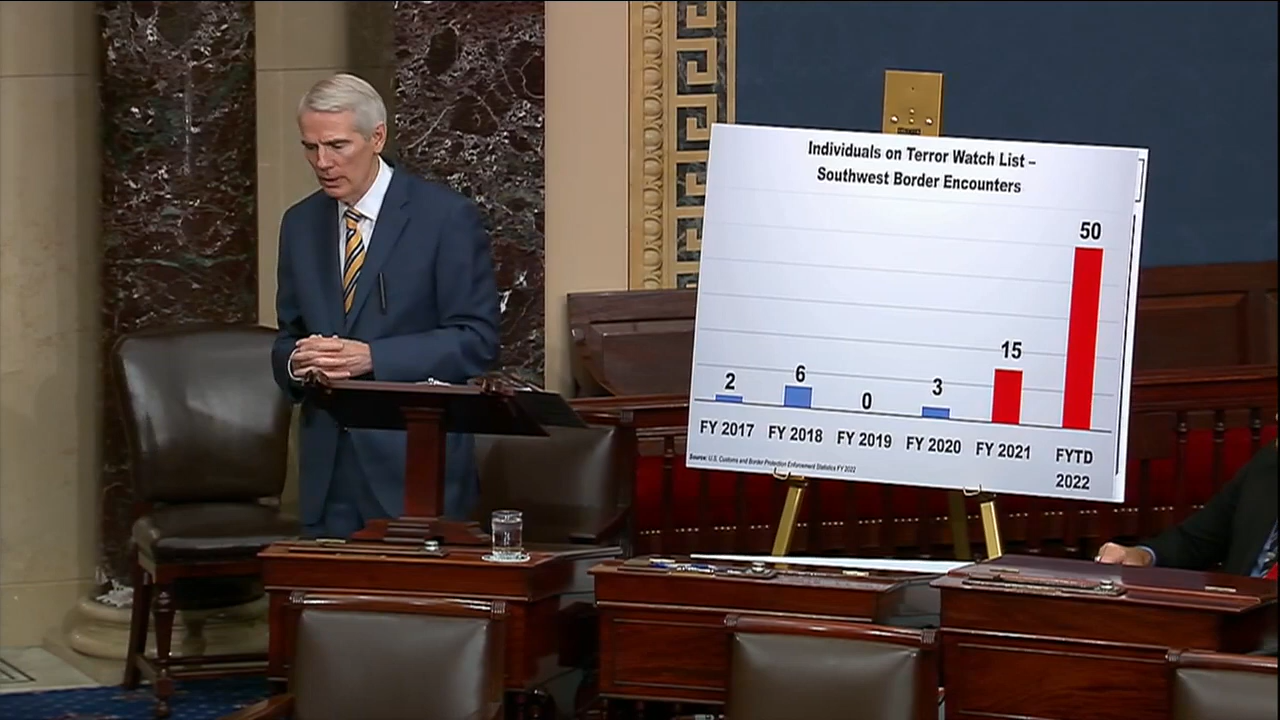 Individuals on Terror Watch List –
Southwest Border Encounters
50
15
6
3
2
0
FY 2017 FY 2018 FY 2019 FY 2020 FY 2021 FYTD
2022
Source: U.S. Customs and Border Protection Enforcement Statistics FY 2022